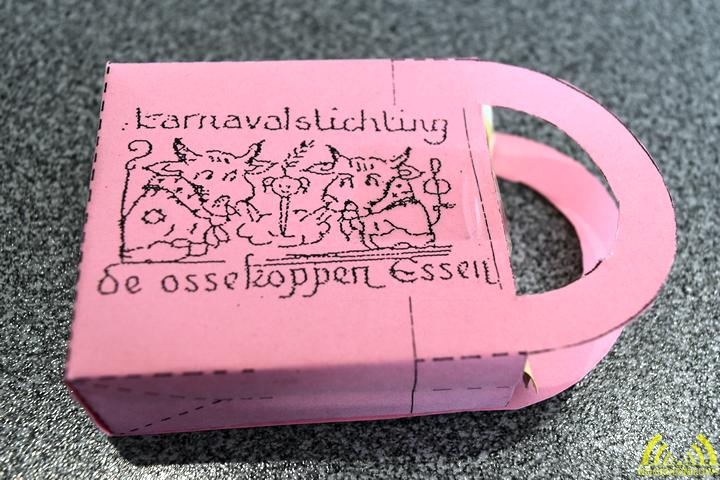 karnavalstichting
de ossekoppen Essen